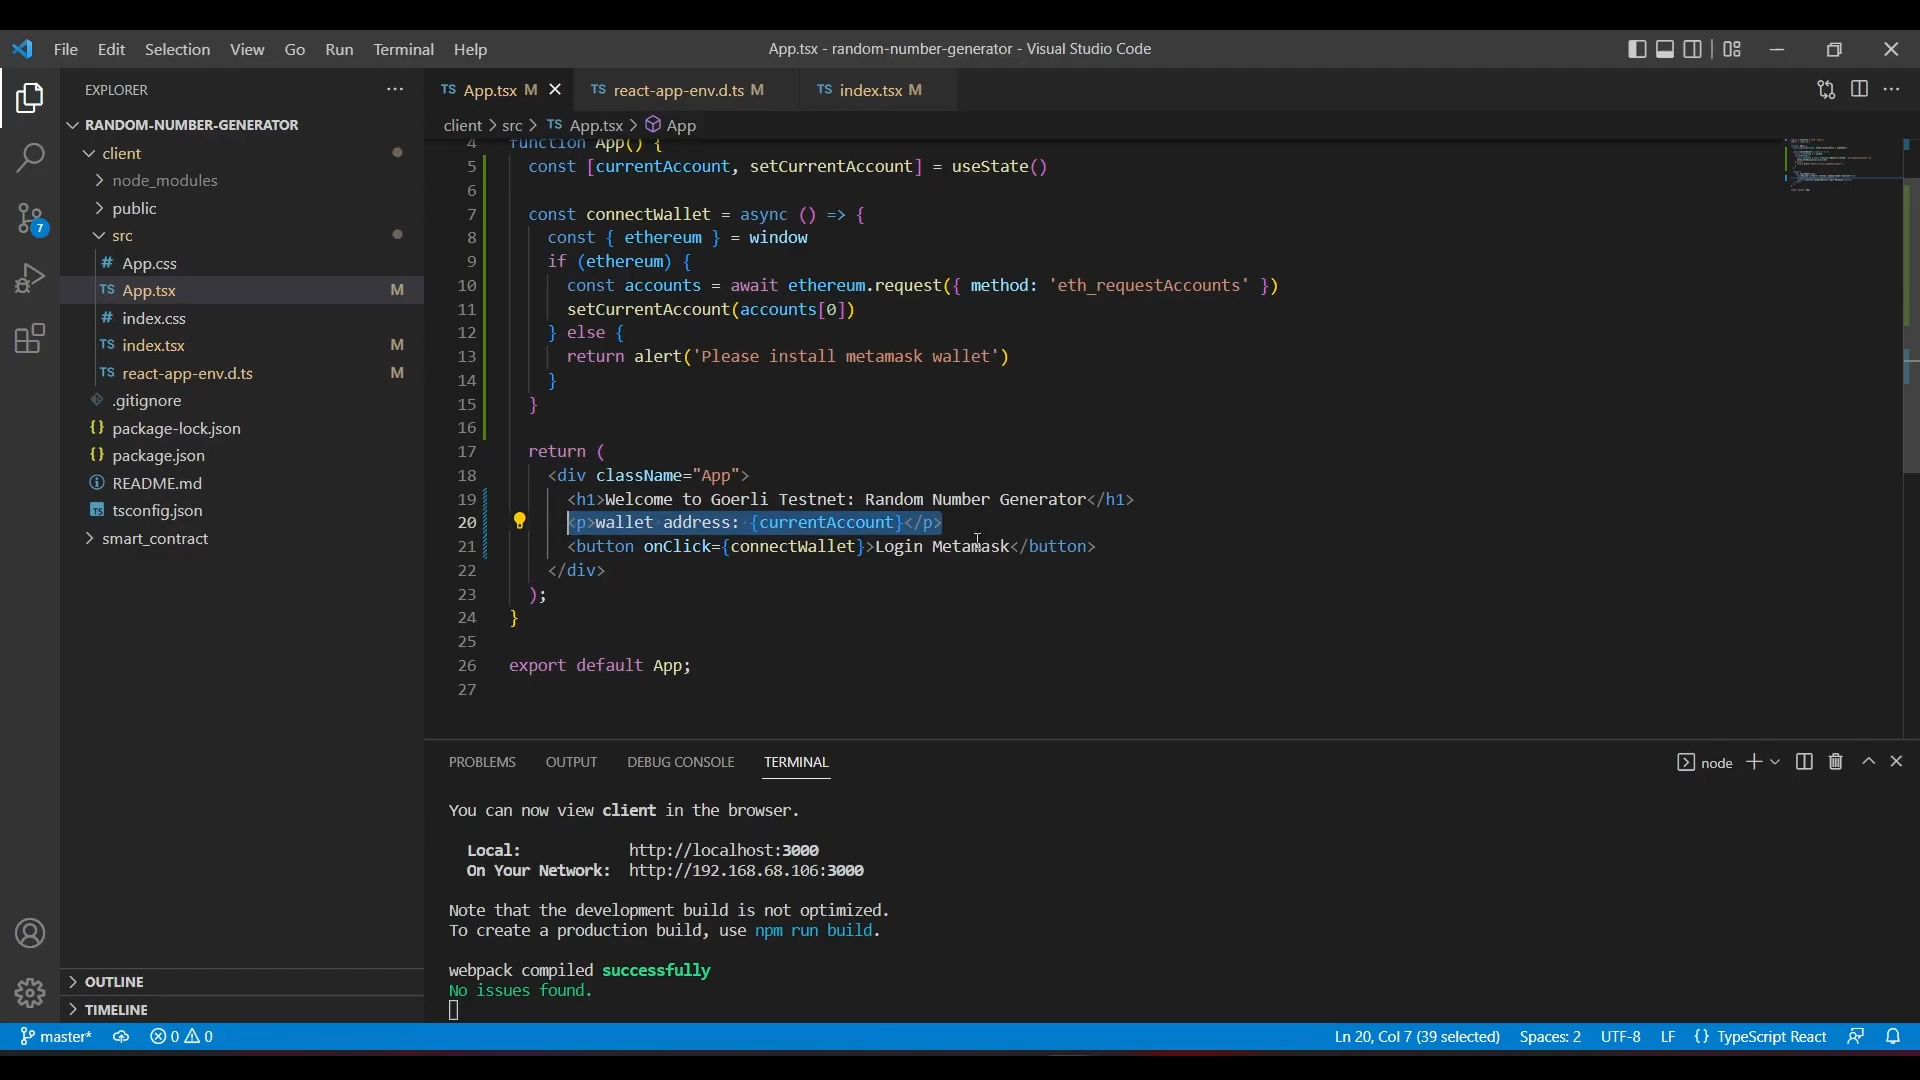 File Edit Selection View Go Run Terminal Help
App.tsx - random-number-generator - Visual Studio Code
EXPLORER
TS App.tsx M
TS react-app-env.d.ts M
TS index.tsx M
client > src > TS App.tsx > App
RANDOM-NUMBER-GENERATOR
client
node_modules
public
src
# App.css
TS App.tsx M
# index.css
TS index.tsx M
TS react-app-env.d.ts M
.gitignore
{} package-lock.json
{} package.json
README.md
TS tsconfig.json
smart_contract
7
OUTLINE
TIMELINE
4 function App() {
5 const [currentAccount, setCurrentAccount] = useState()
6
7 const connectWallet = async () => {
8 const { ethereum } = window
9 if (ethereum) {
10 const accounts = await ethereum.request({ method: 'eth_requestAccounts' })
11 setCurrentAccount(accounts[0])
12 } else {
13 return alert('Please install metamask wallet')
14 }
15 }
16
17 return (
18 <div className="App">
19 <h1>Welcome to Goerli Testnet: Random Number Generator</h1>
20 <p>wallet address: {currentAccount}</p>
21 <button onClick={connectWallet}>Login Metamask</button>
22 </div>
23 );
24 }
25
26 export default App;
27
PROBLEMS OUTPUT DEBUG CONSOLE TERMINAL
node
You can now view client in the browser.
Local: http://localhost:3000
On Your Network: http://192.168.68.106:3000
Note that the development build is not optimized.
To create a production build, use npm run build.
webpack compiled successfully
No issues found.
master* 0 0
Ln 20, Col 7 (39 selected) Spaces: 2 UTF-8 LF {} TypeScript React